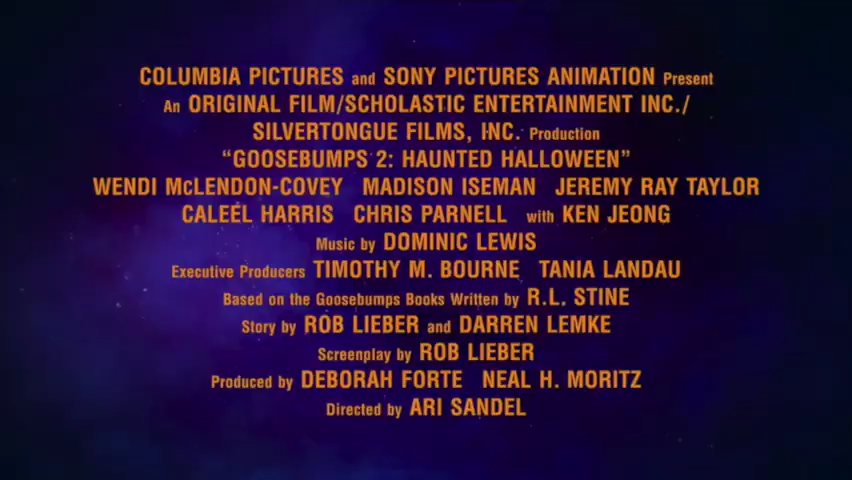 COLUMBIA PICTURES and SONY PICTURES ANIMATION Present
An ORIGINAL FILM/SCHOLASTIC ENTERTAINMENT INC./
SILVERTONGUE FILMS, INC. Production
“GOOSEBUMPS 2: HAUNTED HALLOWEEN”
WENDI McLENDON-COVEY MADISON ISEMAN JEREMY RAY TAYLOR
CALEEL HARRIS CHRIS PARNELL with KEN JEONG
Music by DOMINIC LEWIS
Executive Producers TIMOTHY M. BOURNE TANIA LANDAU
Based on the Goosebumps Books Written by R.L. STINE
Story by ROB LIEBER and DARREN LEMKE
Screenplay by ROB LIEBER
Produced by DEBORAH FORTE NEAL H. MORITZ
Directed by ARI SANDEL